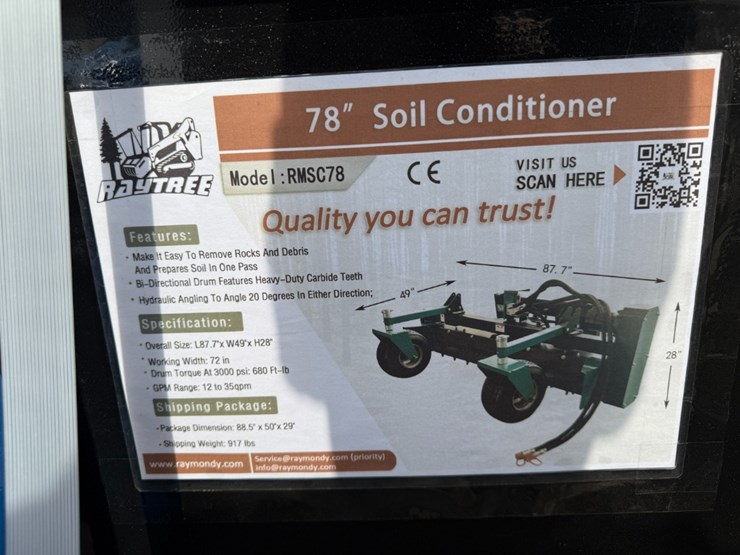 78" Soil Conditioner
RAYTREE
Model:RMSC78
CE
VISIT US
SCAN HERE
Quality you can trust!
Features:
· Make It Easy To Remove Rocks And Debris
And Prepares Soil In One Pass
· Bi-Directional Drum Features Heavy-Duty Carbide Teeth
· Hydraulic Angling To Angle 20 Degrees In Either Direction;
Specification:
· Overall Size: L87.7"x W49"x H28"
· Working Width: 72 in
· Drum Torque At 3000 psi: 680 Ft-lb
· GPM Range: 12 to 35qpm
Shipping Package:
· Package Dimension: 88.5" x 50"x 29"
· Shipping Weight: 917 lbs
www.raymondy.com
Service@raymondy.com (priority)
info@raymondy.com
87.7"
49"
28"